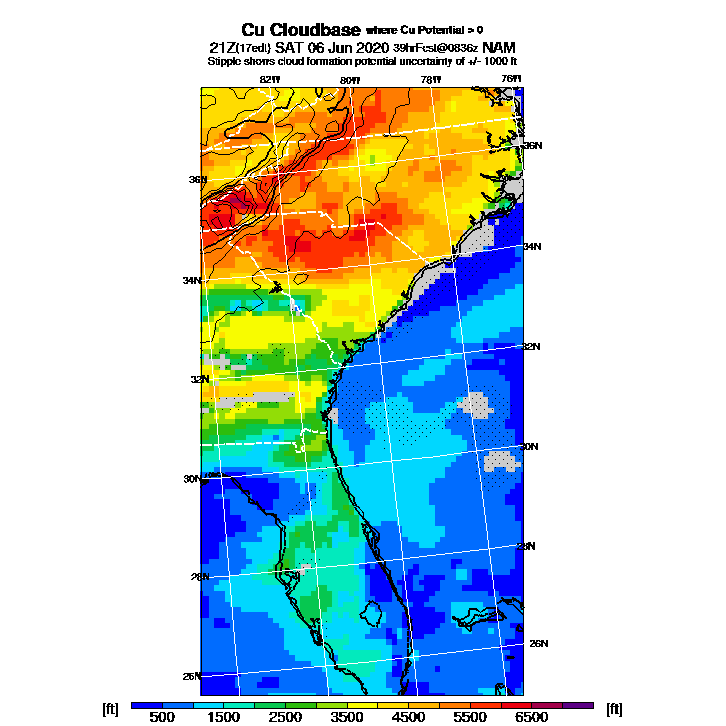 Cu Cloudbase where Cu Potential > 0
21Z(17edt) SAT 06 Jun 2020 39hrFcst@0836z NAM
Stipple shows cloud formation potential uncertainty of +/- 1000 ft
82W 80W 78W 76W
36N
36N
34N
34N
32N
32N
30N
30N
28N
28N
26N
26N
[ft] 500 1500 2500 3500 4500 5500 6500 [ft]